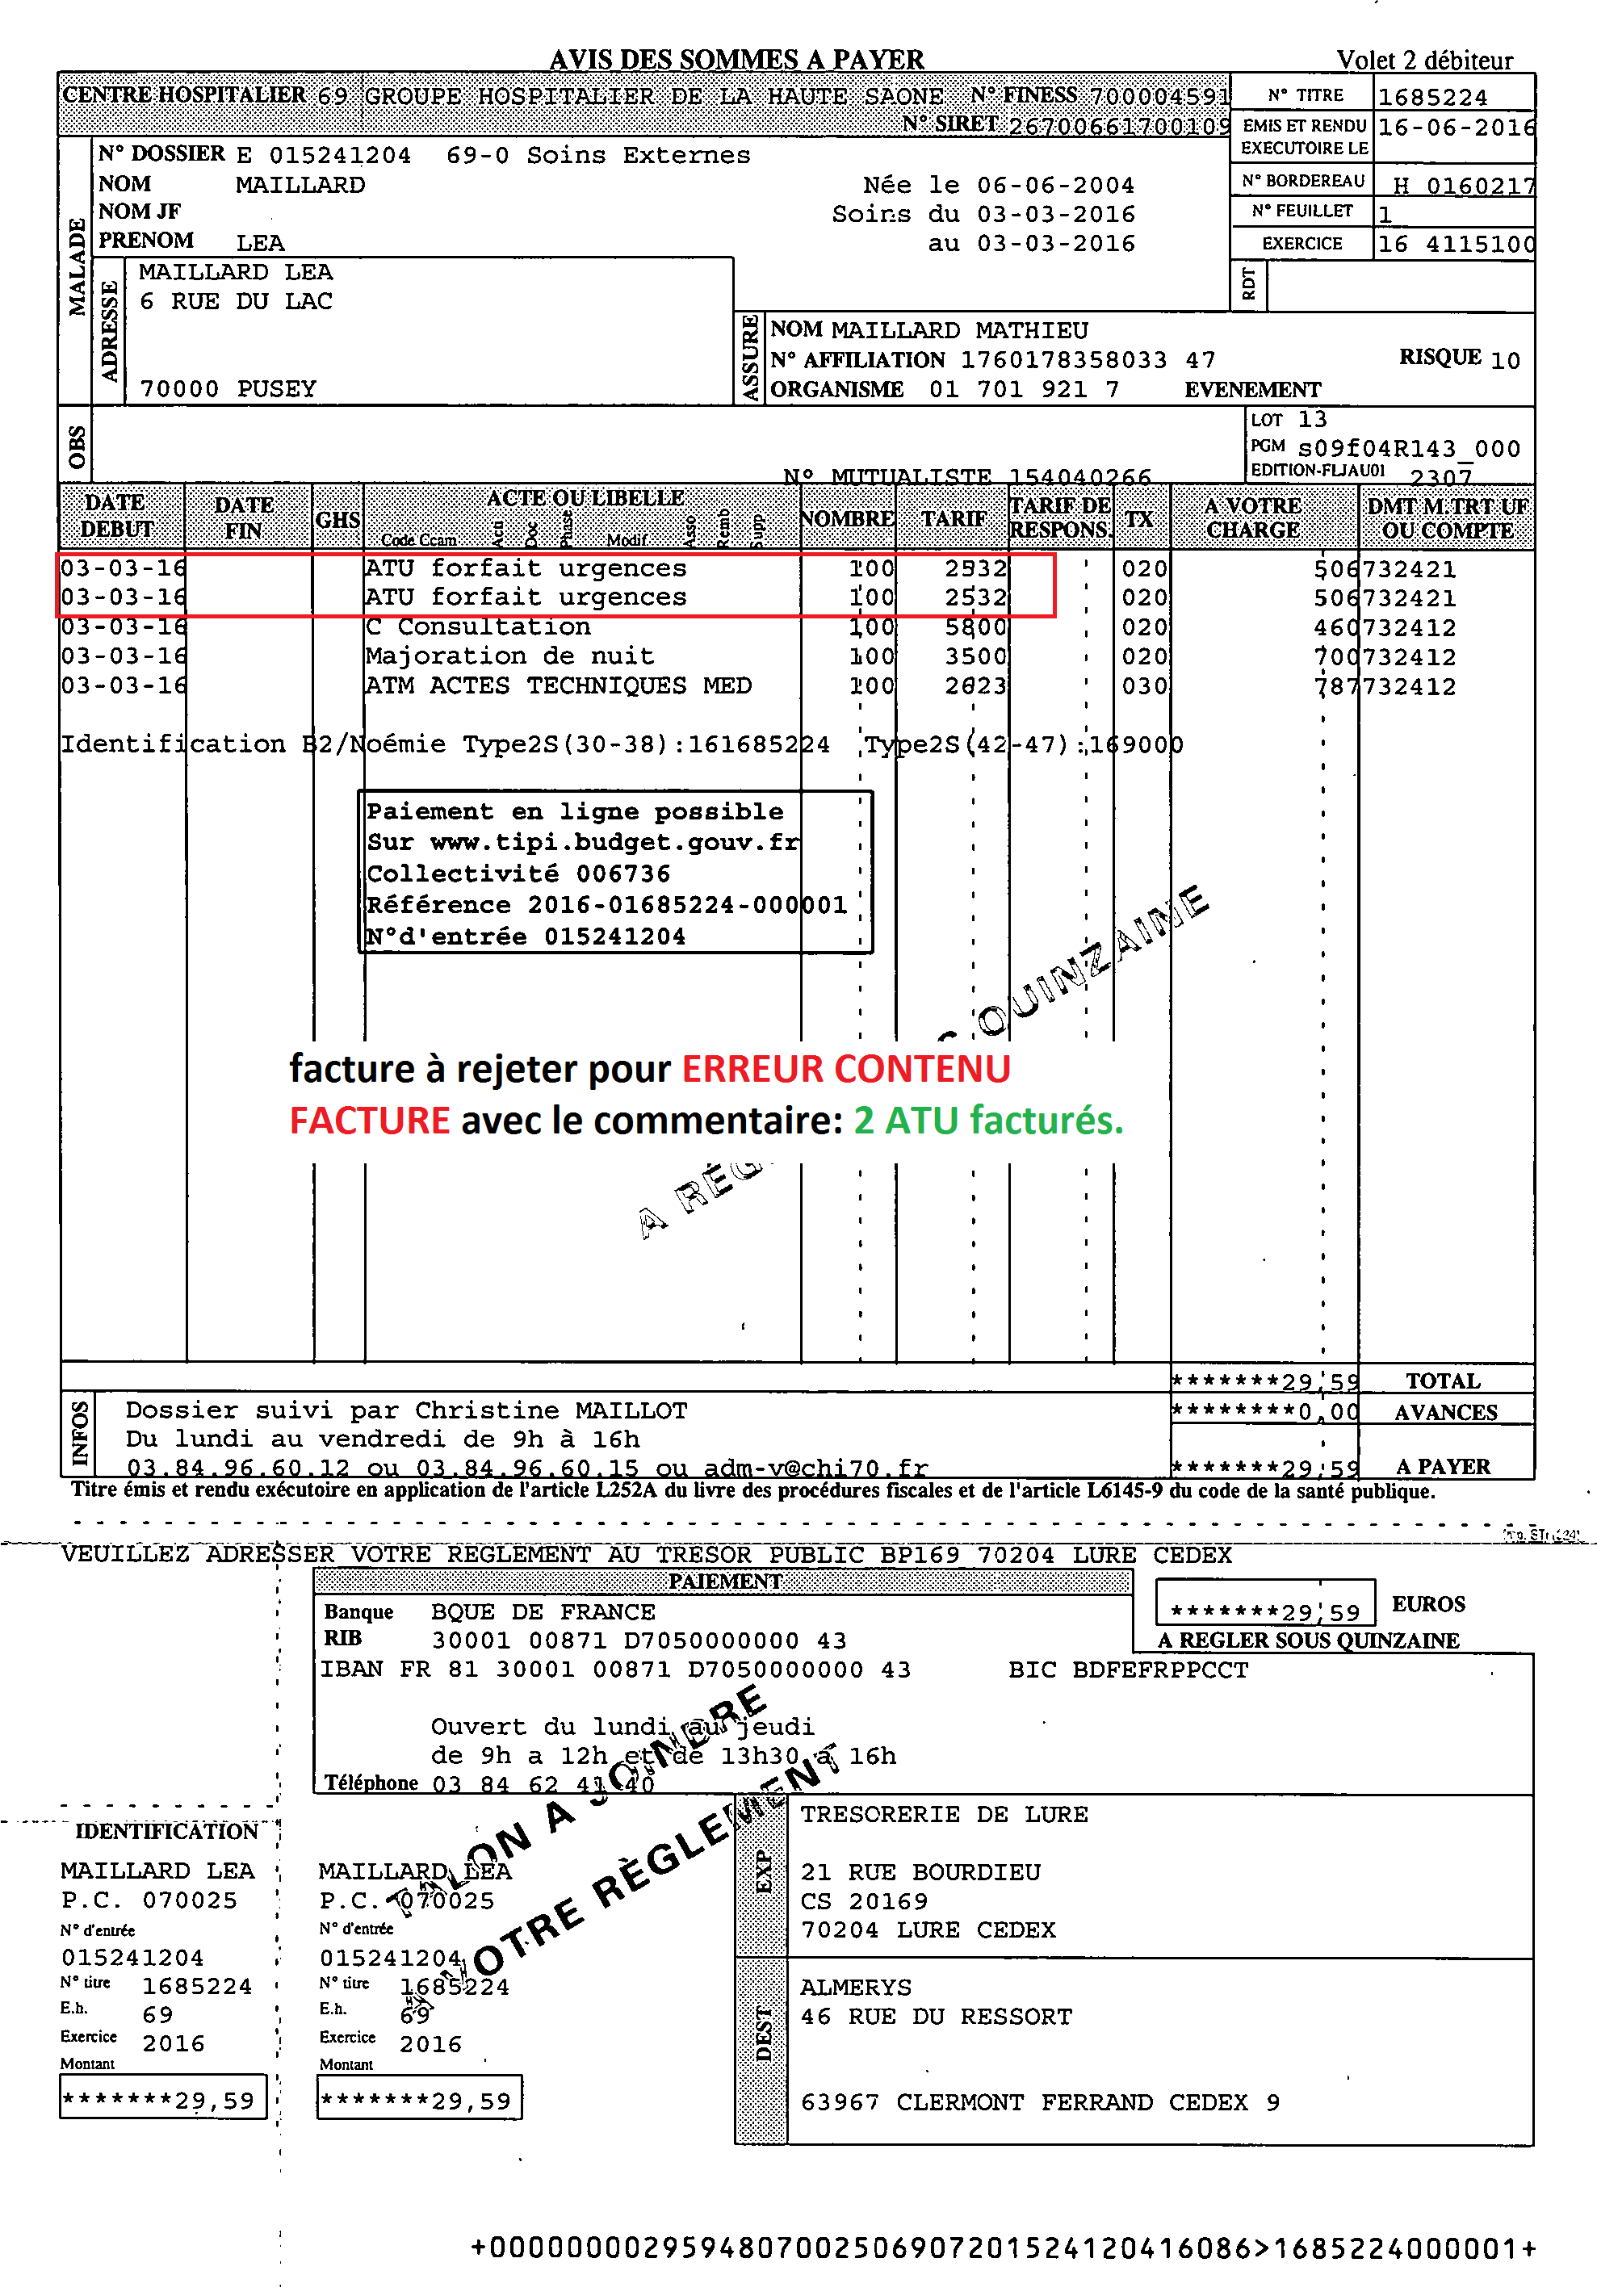 AVIS DES SOMMES A PAYER
Volet 2 débiteur
CENTRE HOSPITALIER 69 GROUPE HOSPITALIER DE LA HAUTE SAONE N° FINESS 700004591
N° SIRET 26700661700109
N° TITRE 1685224
EMIS ET RENDU EXECUTOIRE LE 16-06-2016
N° BORDEREAU H 0160217
N° FEUILLET 1
EXERCICE 16 4115100
RDT
MALADE
N° DOSSIER E 015241204 69-0 Soins Externes
NOM MAILLARD Née le 06-06-2004
NOM JF Soins du 03-03-2016
PRENOM LEA au 03-03-2016
ADRESSE
MAILLARD LEA
6 RUE DU LAC
70000 PUSEY
ASSURE
NOM MAILLARD MATHIEU
N° AFFILIATION 1760178358033 47 RISQUE 10
ORGANISME 01 701 921 7 EVENEMENT
OBS
N° MUTUALISTE 154040266
LOT 13
PGM s09f04R143_000
EDITION-FLJAU01 2307
DATE DEBUT DATE FIN GHS ACTE OU LIBELLE NOMBRE TARIF TARIF DE RESPONS. TX A VOTRE CHARGE DMT M.TRT UF OU COMPTE
Code Ccam Actn Doc Phase Modif Asso Remb Supp
03-03-16 ATU forfait urgences 100 2532 020 506 732421
03-03-16 ATU forfait urgences 100 2532 020 506 732421
03-03-16 C Consultation 100 5800 020 460 732412
03-03-16 Majoration de nuit 100 3500 020 700 732412
03-03-16 ATM ACTES TECHNIQUES MED 100 2623 030 787 732412
Identification B2/Noémie Type2S(30-38):161685224 Type2S(42-47):169000
Paiement en ligne possible
Sur www.tipi.budget.gouv.fr
Collectivité 006736
Référence 2016-01685224-000001
N°d'entrée 015241204
QUINZAINE
facture à rejeter pour ERREUR CONTENU
FACTURE avec le commentaire: 2 ATU facturés.
A RÉG
*******29,59 TOTAL
********0,00 AVANCES
*******29,59 A PAYER
INFOS
Dossier suivi par Christine MAILLOT
Du lundi au vendredi de 9h à 16h
03.84.96.60.12 ou 03.84.96.60.15 ou adm-v@chi70.fr
Titre émis et rendu exécutoire en application de l'article L252A du livre des procédures fiscales et de l'article L6145-9 du code de la santé publique.
VEUILLEZ ADRESSER VOTRE REGLEMENT AU TRESOR PUBLIC BP169 70204 LURE CEDEX
PAIEMENT
Banque BQUE DE FRANCE
RIB 30001 00871 D7050000000 43
IBAN FR 81 30001 00871 D7050000000 43 BIC BDFEFRPPCCT
*******29,59 EUROS
A REGLER SOUS QUINZAINE
Ouvert du lundi au jeudi
de 9h a 12h et de 13h30 a 16h
Téléphone 03 84 62 41 40
TALON A JOINDRE
A VOTRE RÈGLEMENT
IDENTIFICATION
MAILLARD LEA
P.C. 070025
N° d'entrée
015241204
N° titre 1685224
E.h. 69
Exercice 2016
Montant
*******29,59
MAILLARD LEA
P.C. 070025
N° d'entrée
015241204
N° titre 1685224
E.h. 69
Exercice 2016
Montant
*******29,59
EXP
TRESORERIE DE LURE
21 RUE BOURDIEU
CS 20169
70204 LURE CEDEX
DEST
ALMERYS
46 RUE DU RESSORT
63967 CLERMONT FERRAND CEDEX 9
+0000000029594807002506907201524120416086>1685224000001+